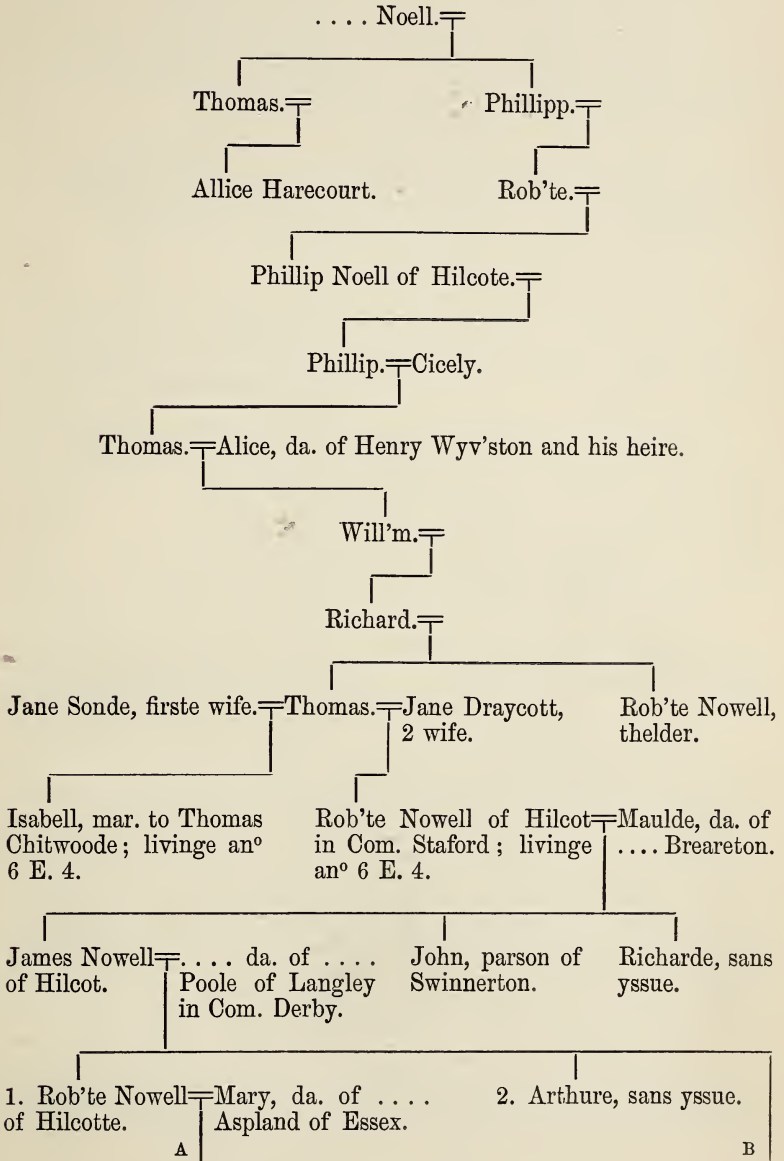 .... Noell.
Thomas. Phillipp.
Allice Harecourt. Rob'te.
Phillip Noell of Hilcote.
Phillip. Cicely.
Thomas. Alice, da. of Henry Wyv'ston and his heire.
Will'm.
Richard.
Jane Sonde, firste wife. Thomas. Jane Draycott,
2 wife.
Rob'te Nowell,
thelder.
Isabell, mar. to Thomas
Chitwoode; livinge anº
6 E. 4.
Rob'te Nowell of Hilcot
in Com. Staford; livinge
anº 6 E. 4.
Maulde, da. of
.... Breareton.
James Nowell
of Hilcot.
.... da. of ....
Poole of Langley
in Com. Derby.
John, parson of
Swinnerton.
Richarde, sans
yssue.
1. Rob'te Nowell
of Hilcotte.
Mary, da. of ....
Aspland of Essex.
2. Arthure, sans yssue.
A
B